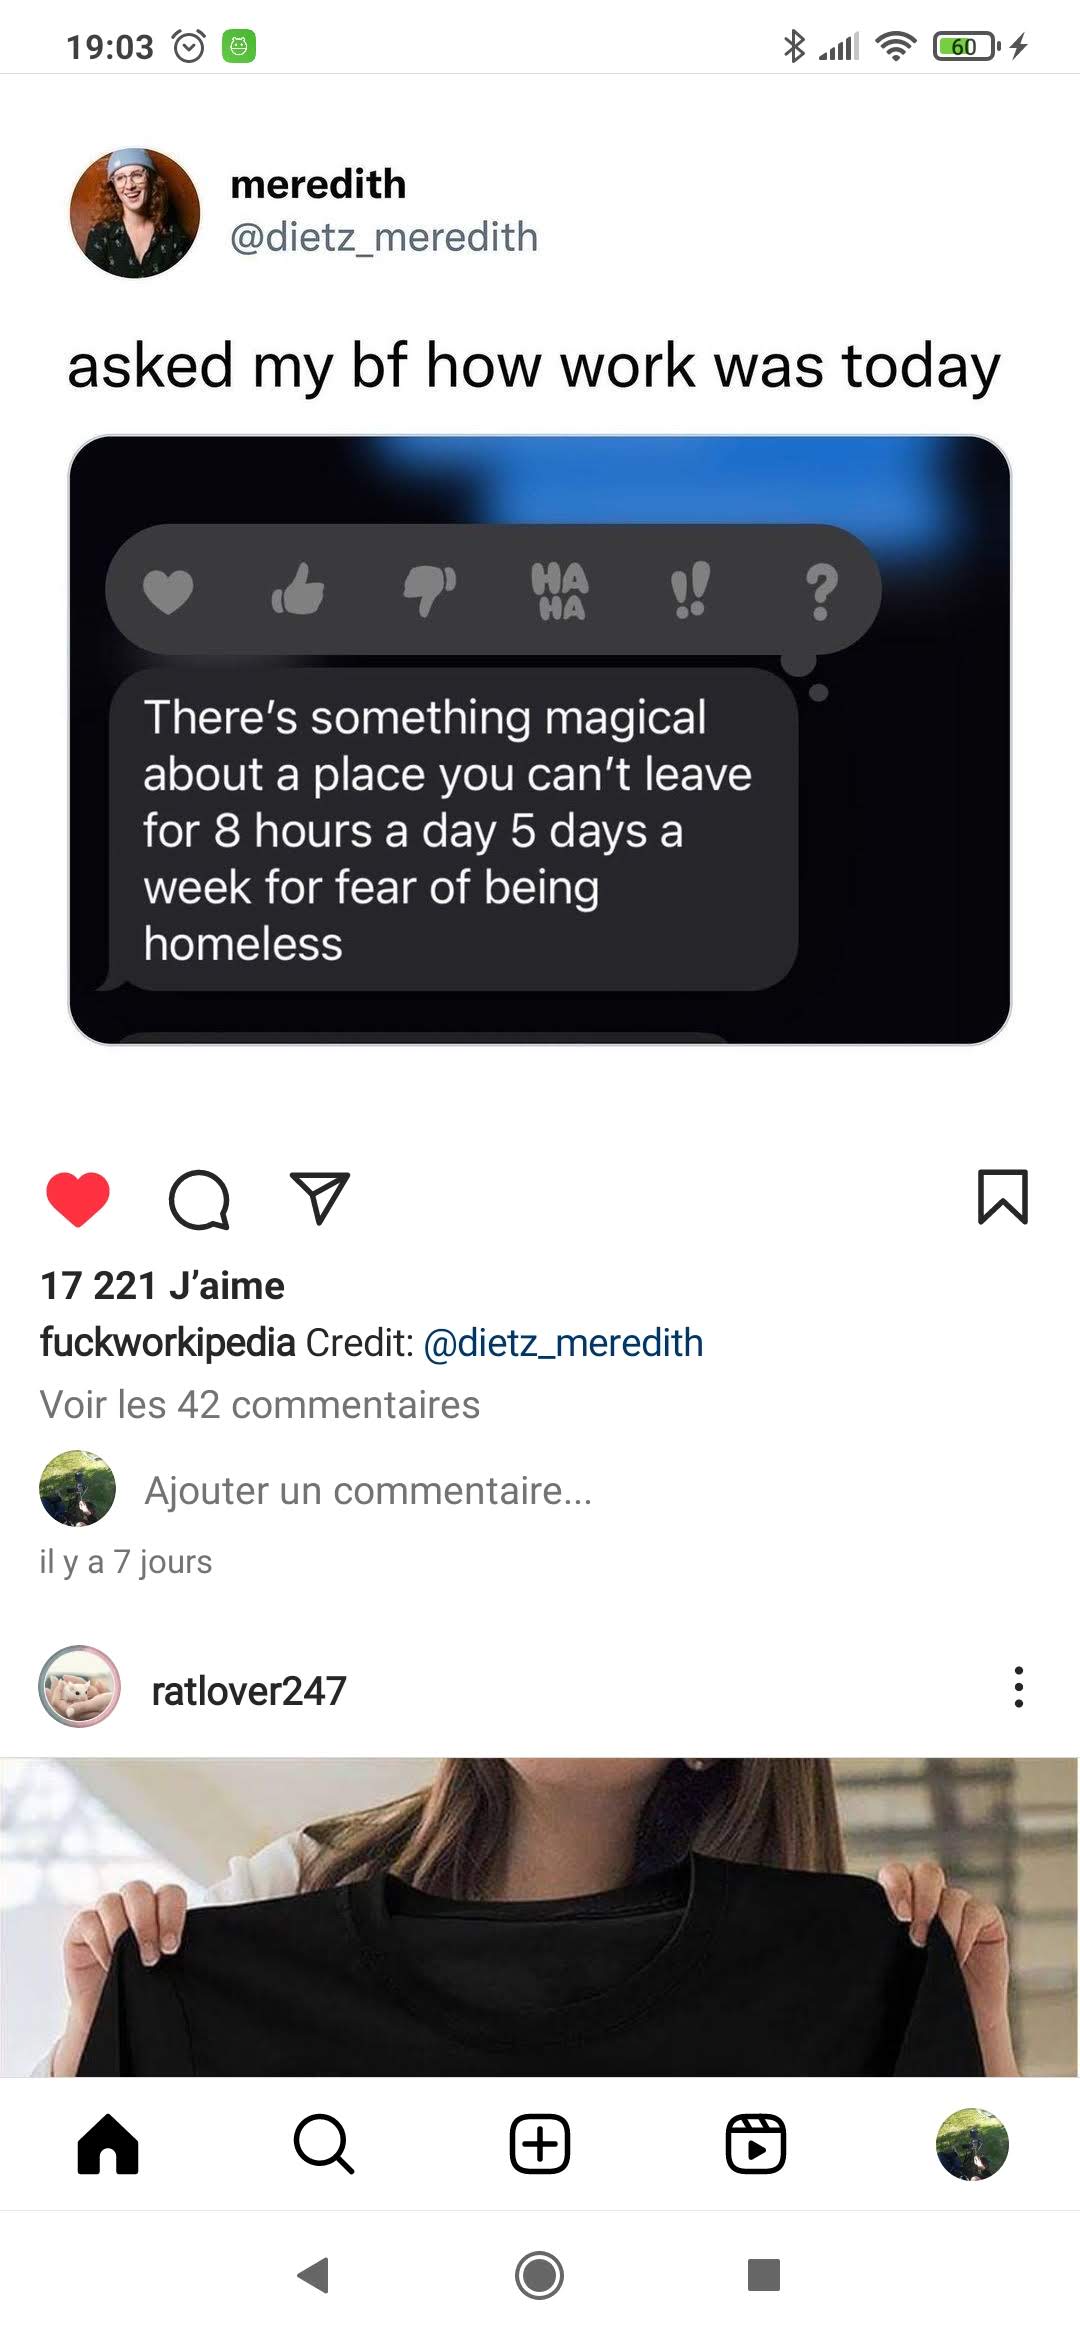 19:03
60
meredith
@dietz_meredith
asked my bf how work was today
HA
HA
!!
?
There's something magical
about a place you can't leave
for 8 hours a day 5 days a
week for fear of being
homeless
17 221 J'aime
fuckworkipedia Credit: @dietz_meredith
Voir les 42 commentaires
Ajouter un commentaire...
il y a 7 jours
ratlover247